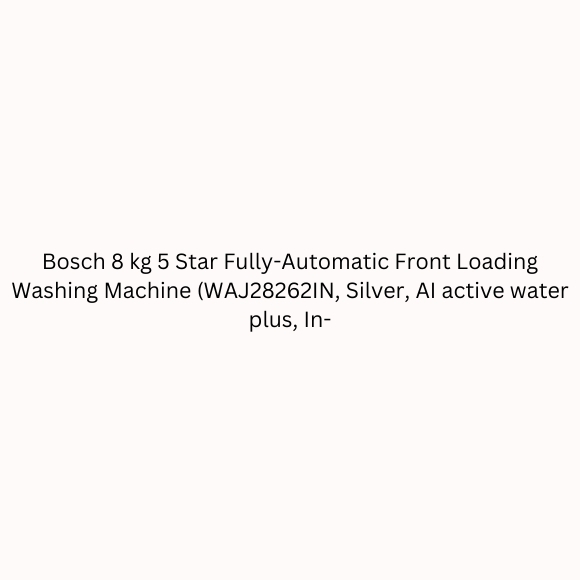 Bosch 8 kg 5 Star Fully-Automatic Front Loading
Washing Machine (WAJ28262IN, Silver, AI active water
plus, In-